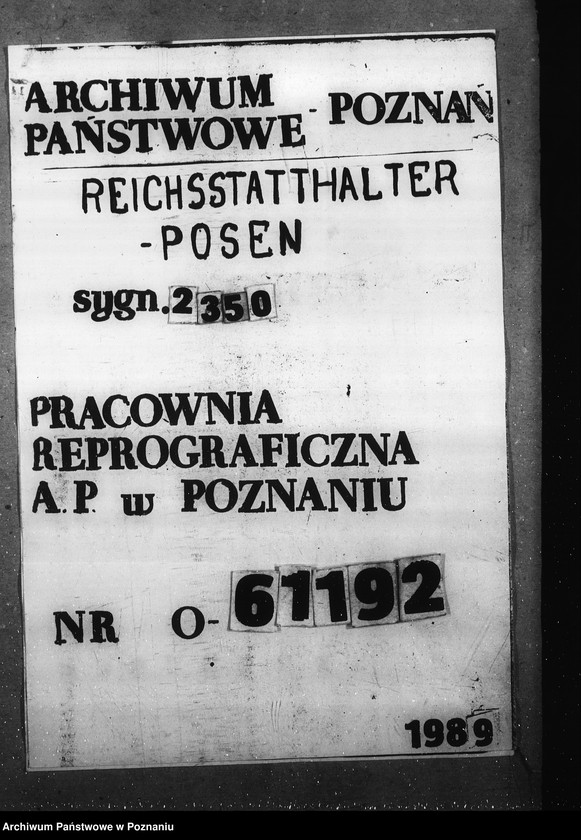 ARCHIWUM
PAŃSTWOWE - POZNAŃ
REICHSSTATTHALTER
-POSEN
sygn. 2350
PRACOWNIA
REPROGRAFICZNA
A.P. w POZNANIU
NR O-61192
1989
Archiwum Państwowe w Poznaniu